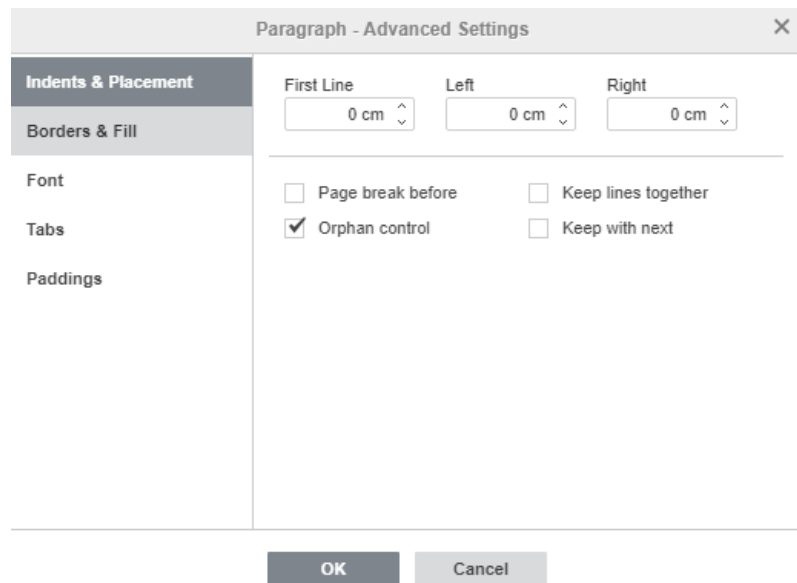 Paragraph - Advanced Settings
Indents & Placement
Borders & Fill
Font
Tabs
Paddings
First Line Left Right
0 cm 0 cm 0 cm
Page break before Keep lines together
Orphan control Keep with next
OK Cancel